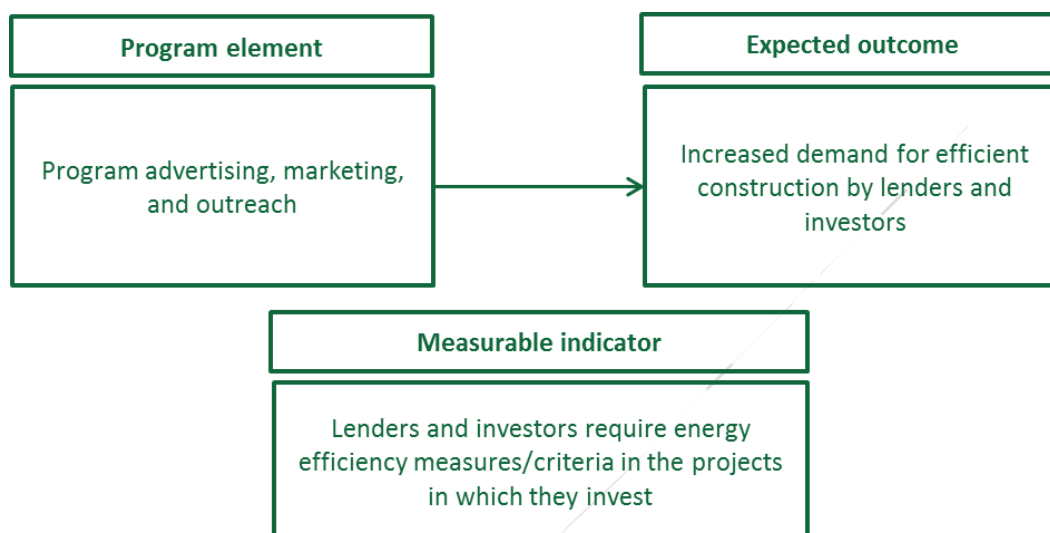 Program element
Expected outcome
Program advertising, marketing,
and outreach
Increased demand for efficient
construction by lenders and
investors
Measurable indicator
Lenders and investors require energy
efficiency measures/criteria in the projects
in which they invest